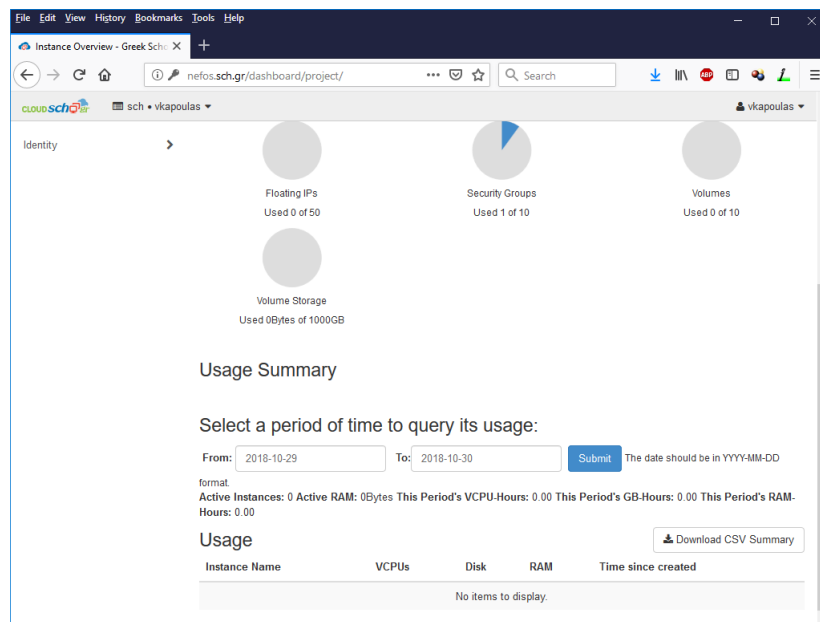 File Edit View History Bookmarks Tools Help
Instance Overview - Greek Scho
nefos.sch.gr/dashboard/project/
Search
ABP
CLOUD sch
sch • vkapoulas
vkapoulas
Identity
Floating IPs Security Groups Volumes
Used 0 of 50 Used 1 of 10 Used 0 of 10
Volume Storage
Used 0Bytes of 1000GB
Usage Summary
Select a period of time to query its usage:
From: 2018-10-29 To: 2018-10-30 Submit The date should be in YYYY-MM-DD
format.
Active Instances: 0 Active RAM: 0Bytes This Period's VCPU-Hours: 0.00 This Period's GB-Hours: 0.00 This Period's RAM-
Hours: 0.00
Usage
Download CSV Summary
Instance Name VCPUs Disk RAM Time since created
No items to display.